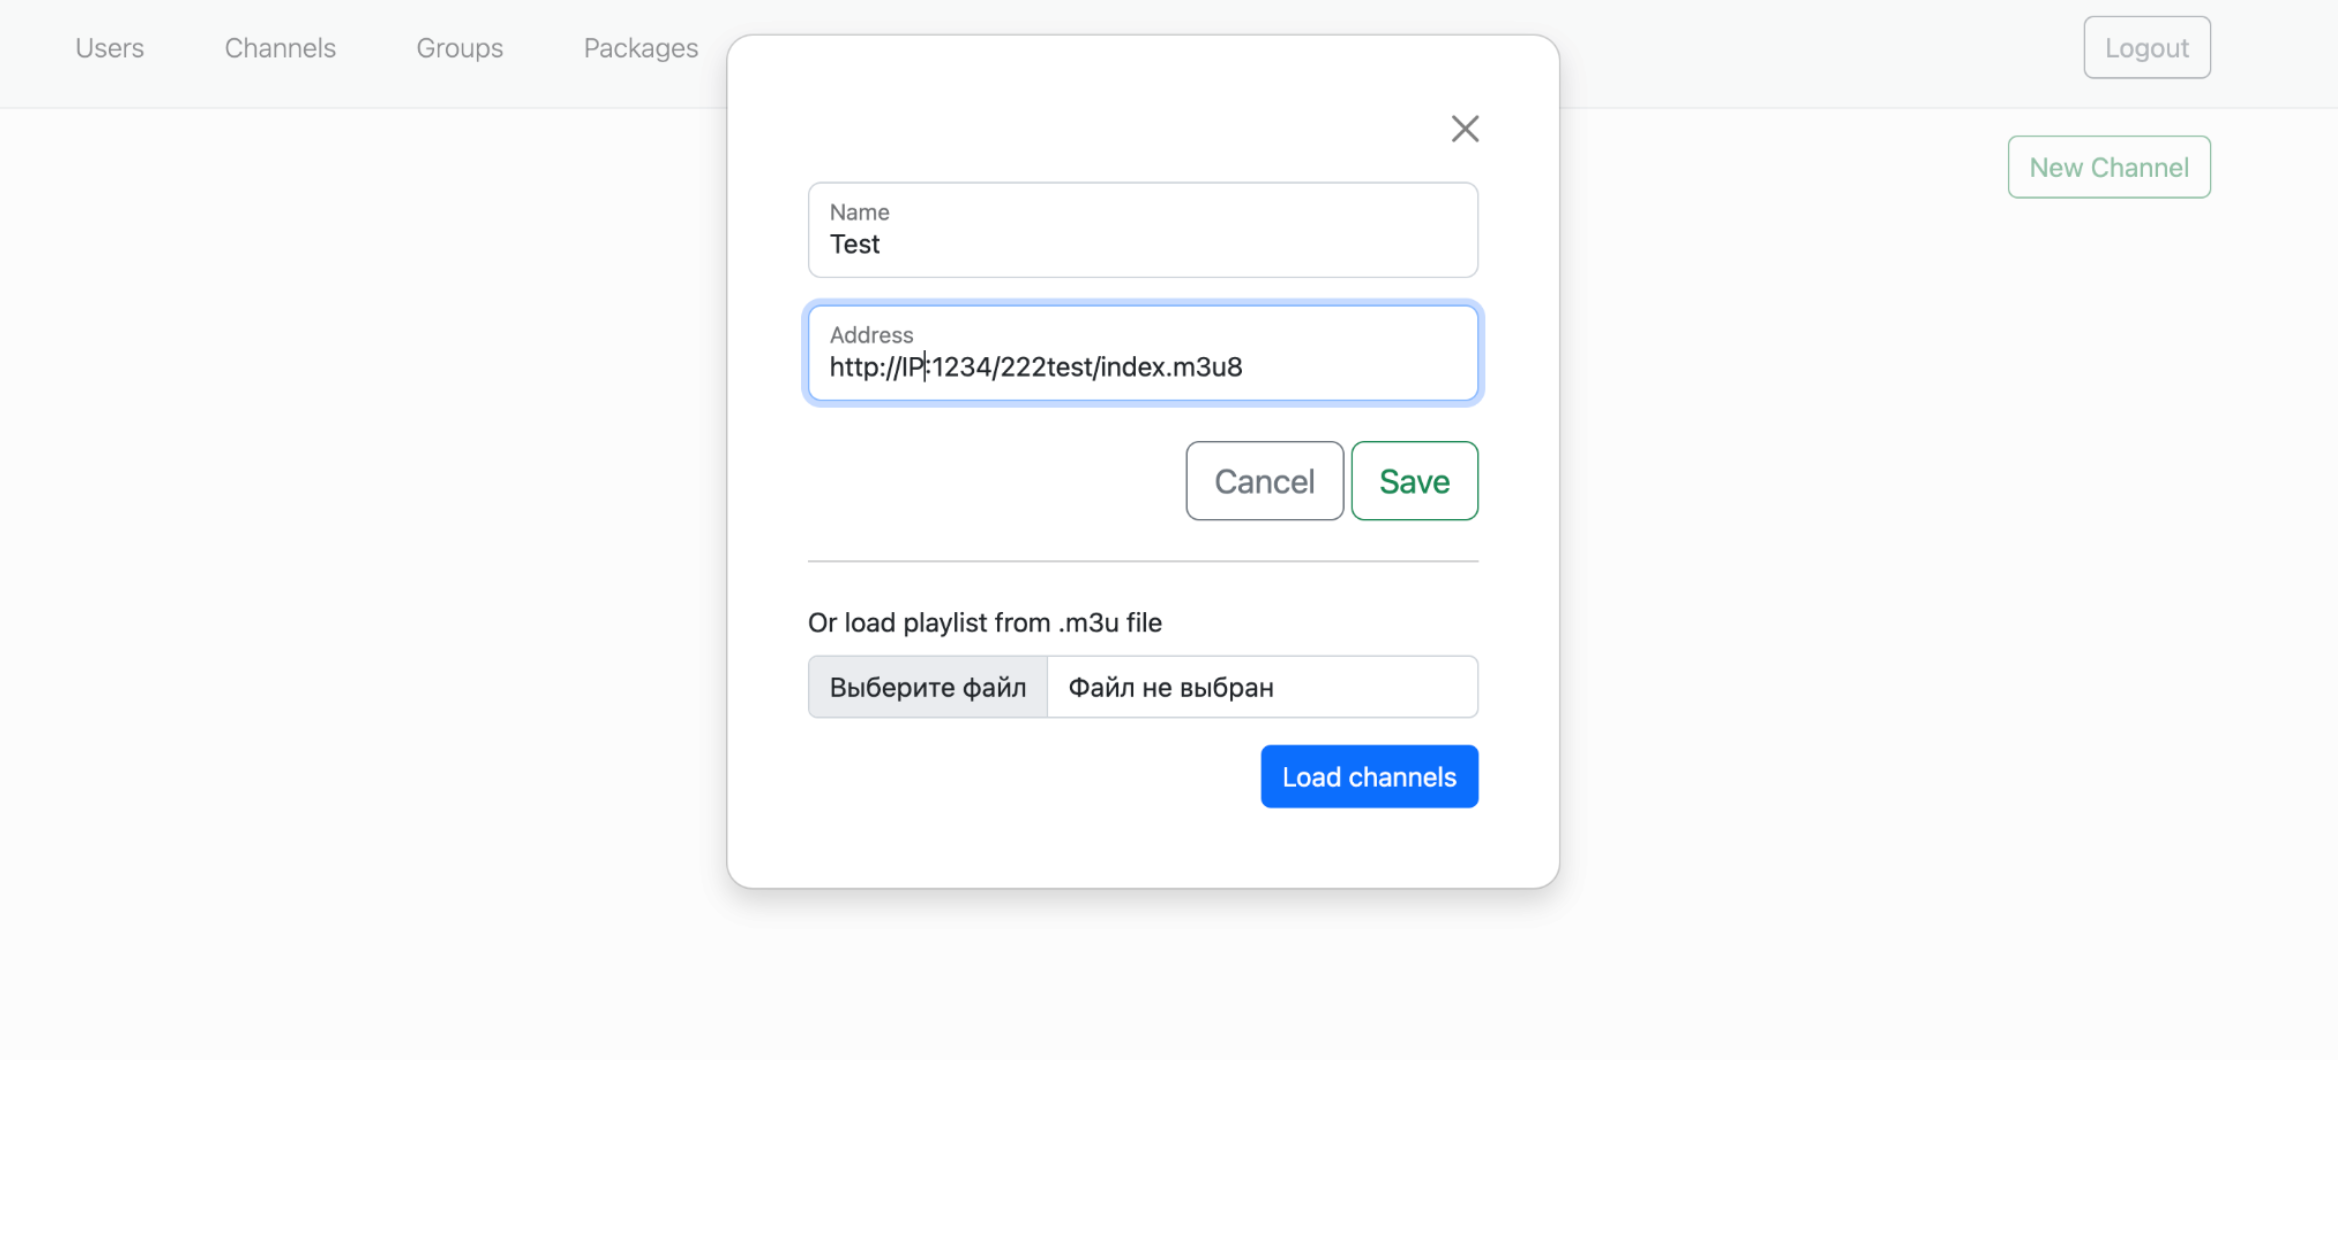 Users Channels Groups Packages Logout
New Channel
Name
Test
Address
http://IP:1234/222test/index.m3u8
Cancel Save
Or load playlist from .m3u file
Выберите файл Файл не выбран
Load channels